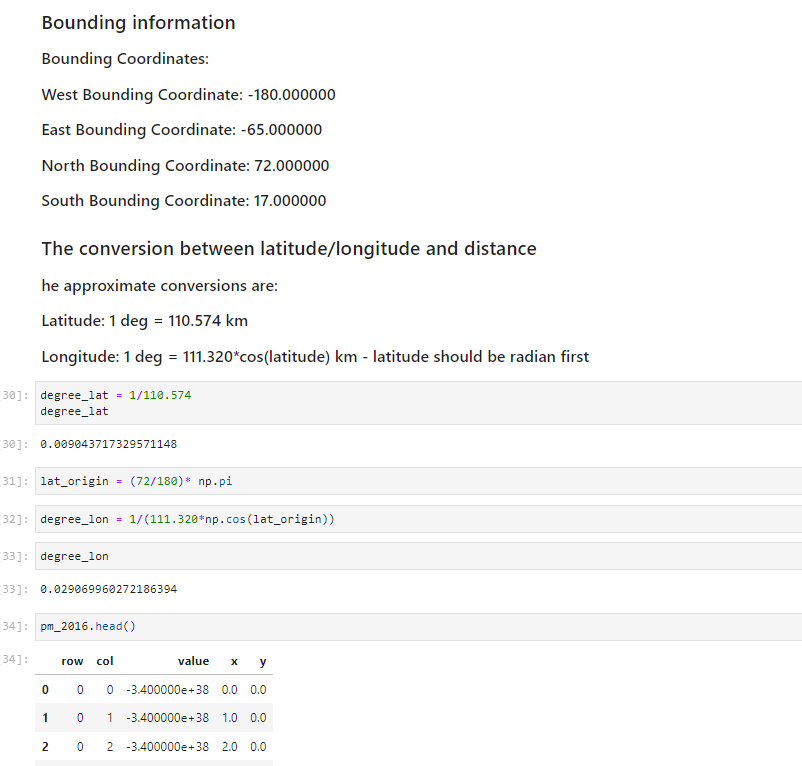 Bounding information
Bounding Coordinates:
West Bounding Coordinate: -180.000000
East Bounding Coordinate: -65.000000
North Bounding Coordinate: 72.000000
South Bounding Coordinate: 17.000000
The conversion between latitude/longitude and distance
he approximate conversions are:
Latitude: 1 deg = 110.574 km
Longitude: 1 deg = 111.320*cos(latitude) km - latitude should be radian first
30]: degree_lat = 1/110.574
degree_lat
30]: 0.009043717329571148
31]: lat_origin = (72/180)* np.pi
32]: degree_lon = 1/(111.320*np.cos(lat_origin))
33]: degree_lon
33]: 0.029069960272186394
34]: pm_2016.head()
34]: row col value x y
0 0 0 -3.400000e+38 0.0 0.0
1 0 1 -3.400000e+38 1.0 0.0
2 0 2 -3.400000e+38 2.0 0.0